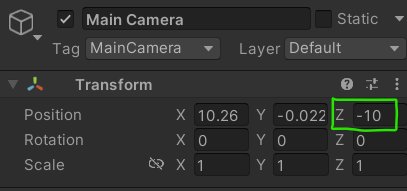 Main Camera Static
Tag MainCamera Layer Default
Transform
Position X 10.26 Y -0.022 Z -10
Rotation X 0 Y 0 Z 0
Scale X 1 Y 1 Z 1